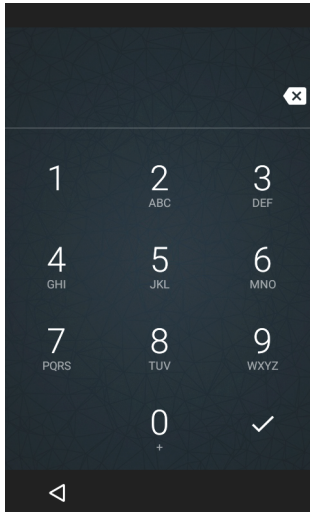 1 2 3
ABC DEF
4 5 6
GHI JKL MNO
7 8 9
PQRS TUV WXYZ
0
+